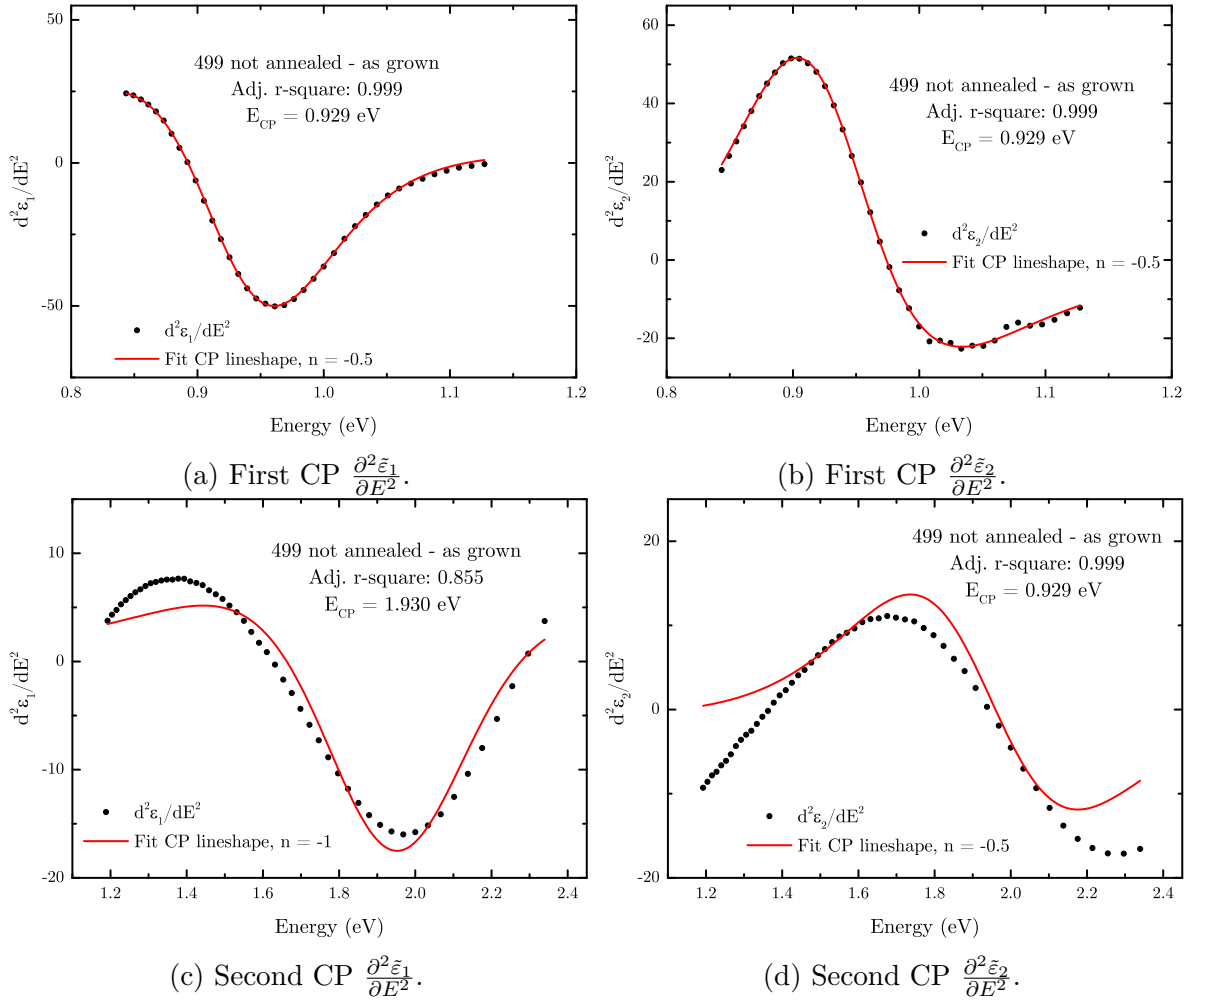 50
0
-50
0.8
0.9
1.0
1.1
1.2
d²ε₁/dE²
Energy (eV)
499 not annealed - as grown
Adj. r-square: 0.999
E_CP = 0.929 eV
d²ε₁/dE²
Fit CP lineshape, n = -0.5
(a) First CP ∂²ε̃₁/∂E².
60
40
20
0
-20
0.8
0.9
1.0
1.1
1.2
d²ε₂/dE²
Energy (eV)
499 not annealed - as grown
Adj. r-square: 0.999
E_CP = 0.929 eV
d²ε₂/dE²
Fit CP lineshape, n = -0.5
(b) First CP ∂²ε̃₂/∂E².
10
0
-10
-20
1.2
1.4
1.6
1.8
2.0
2.2
2.4
d²ε₁/dE²
Energy (eV)
499 not annealed - as grown
Adj. r-square: 0.855
E_CP = 1.930 eV
d²ε₁/dE²
Fit CP lineshape, n = -1
(c) Second CP ∂²ε̃₁/∂E².
20
0
-20
1.2
1.4
1.6
1.8
2.0
2.2
2.4
d²ε₂/dE²
Energy (eV)
499 not annealed - as grown
Adj. r-square: 0.999
E_CP = 0.929 eV
d²ε₂/dE²
Fit CP lineshape, n = -0.5
(d) Second CP ∂²ε̃₂/∂E².